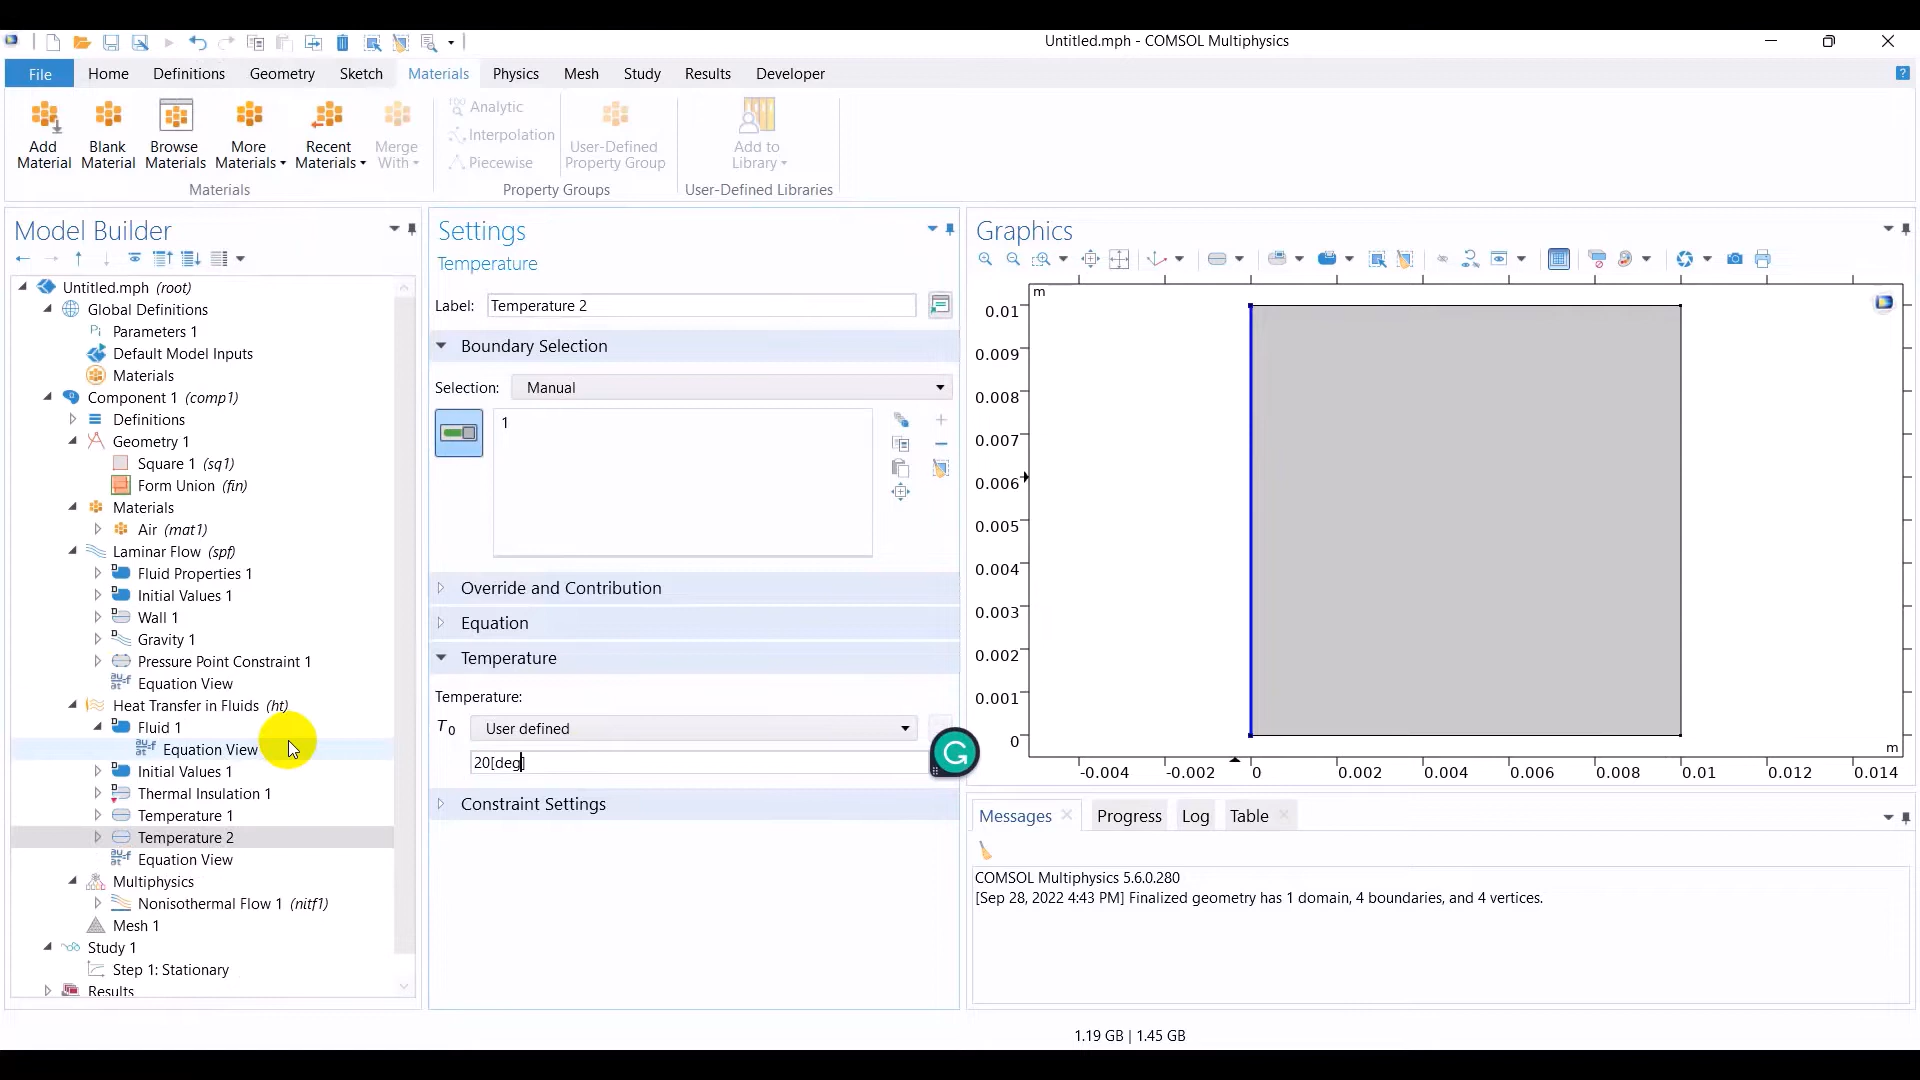 Untitled.mph - COMSOL Multiphysics
File Home Definitions Geometry Sketch Materials Physics Mesh Study Results Developer
Add Material
Blank Material
Browse Materials
More Materials
Recent Materials
Merge With
Analytic
Interpolation
Piecewise
User-Defined Property Group
Add to Library
Materials
Property Groups
User-Defined Libraries
Model Builder
Untitled.mph (root)
Global Definitions
Pi Parameters 1
Default Model Inputs
Materials
Component 1 (comp1)
Definitions
Geometry 1
Square 1 (sq1)
Form Union (fin)
Materials
Air (mat1)
Laminar Flow (spf)
Fluid Properties 1
Initial Values 1
Wall 1
Gravity 1
Pressure Point Constraint 1
Equation View
Heat Transfer in Fluids (ht)
Fluid 1
Equation View
Initial Values 1
Thermal Insulation 1
Temperature 1
Temperature 2
Equation View
Multiphysics
Nonisothermal Flow 1 (nitf1)
Mesh 1
Study 1
Step 1: Stationary
Results
Settings
Temperature
Label: Temperature 2
Boundary Selection
Selection: Manual
1
Override and Contribution
Equation
Temperature
Temperature:
T0 User defined
20[deg]
Constraint Settings
Graphics
m
0.01
0.009
0.008
0.007
0.006
0.005
0.004
0.003
0.002
0.001
0
m
-0.004 -0.002 0 0.002 0.004 0.006 0.008 0.01 0.012 0.014
Messages Progress Log Table
COMSOL Multiphysics 5.6.0.280
[Sep 28, 2022 4:43 PM] Finalized geometry has 1 domain, 4 boundaries, and 4 vertices.
1.19 GB | 1.45 GB